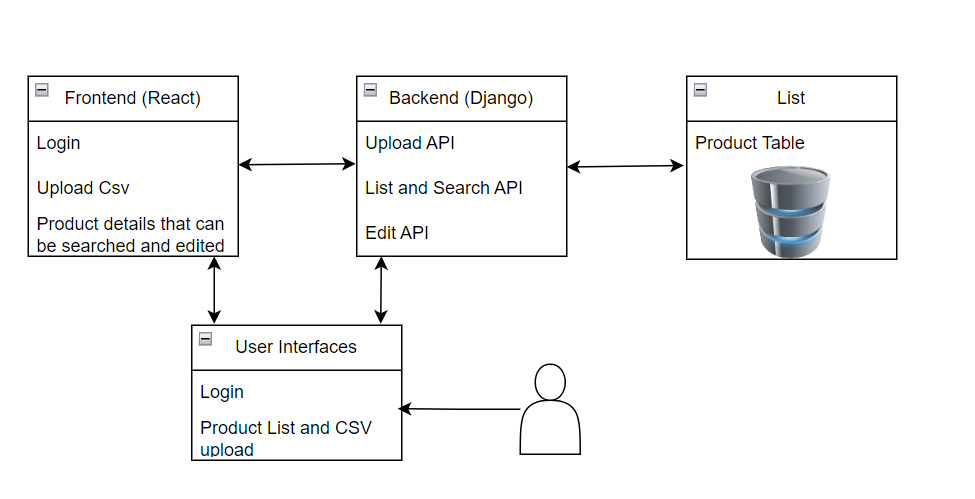 Frontend (React)
Login
Upload Csv
Product details that can
be searched and edited
Backend (Django)
Upload API
List and Search API
Edit API
List
Product Table
User Interfaces
Login
Product List and CSV
upload